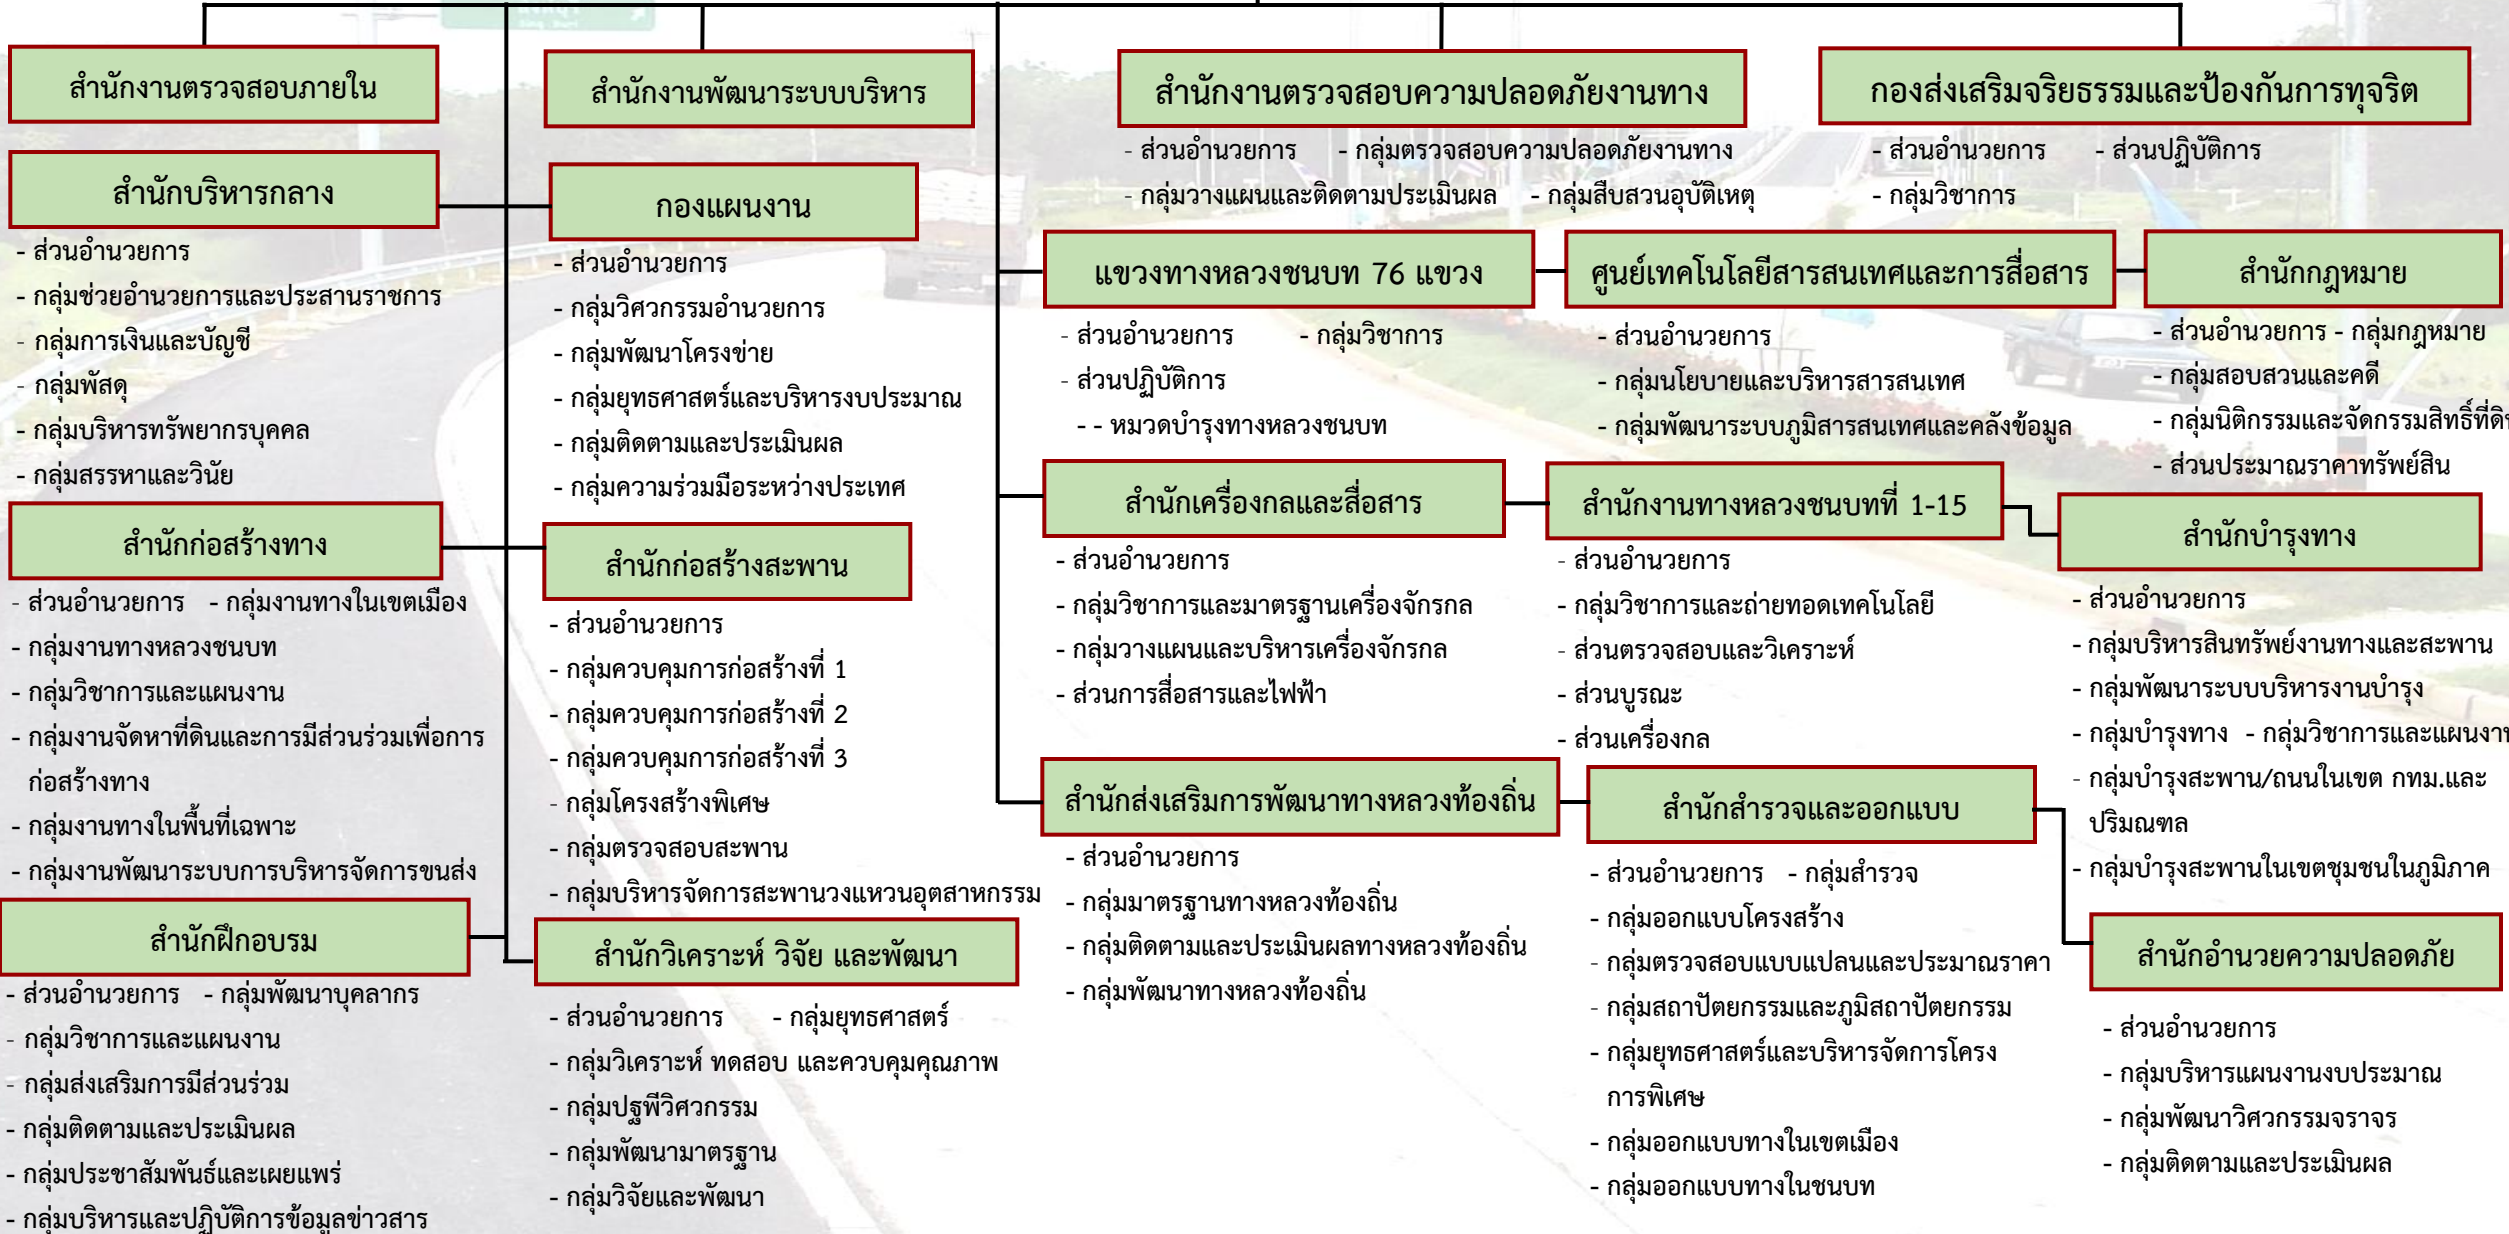 สำนักงานตรวจสอบภายใน
สำนักงานพัฒนาระบบบริหาร
สำนักงานตรวจสอบความปลอดภัยงานทาง
- ส่วนอำนวยการ - กลุ่มตรวจสอบความปลอดภัยงานทาง
- กลุ่มวางแผนและติดตามประเมินผล - กลุ่มสืบสวนอุบัติเหตุ
กองส่งเสริมจริยธรรมและป้องกันการทุจริต
- ส่วนอำนวยการ - ส่วนปฏิบัติการ
- กลุ่มวิชาการ
สำนักบริหารกลาง
- ส่วนอำนวยการ
- กลุ่มช่วยอำนวยการและประสานราชการ
- กลุ่มการเงินและบัญชี
- กลุ่มพัสดุ
- กลุ่มบริหารทรัพยากรบุคคล
- กลุ่มสรรหาและวินัย
กองแผนงาน
- ส่วนอำนวยการ
- กลุ่มวิศวกรรมอำนวยการ
- กลุ่มพัฒนาโครงข่าย
- กลุ่มยุทธศาสตร์และบริหารงบประมาณ
- กลุ่มติดตามและประเมินผล
- กลุ่มความร่วมมือระหว่างประเทศ
แขวงทางหลวงชนบท 76 แขวง
- ส่วนอำนวยการ - กลุ่มวิชาการ
- ส่วนปฏิบัติการ
- - หมวดบำรุงทางหลวงชนบท
ศูนย์เทคโนโลยีสารสนเทศและการสื่อสาร
- ส่วนอำนวยการ
- กลุ่มนโยบายและบริหารสารสนเทศ
- กลุ่มพัฒนาระบบภูมิสารสนเทศและคลังข้อมูล
สำนักกฎหมาย
- ส่วนอำนวยการ - กลุ่มกฎหมาย
- กลุ่มสอบสวนและคดี
- กลุ่มนิติกรรมและจัดกรรมสิทธิ์ที่ดิน
- ส่วนประมาณราคาทรัพย์สิน
สำนักก่อสร้างทาง
- ส่วนอำนวยการ - กลุ่มงานทางในเขตเมือง
- กลุ่มงานทางหลวงชนบท
- กลุ่มวิชาการและแผนงาน
- กลุ่มงานจัดหาที่ดินและการมีส่วนร่วมเพื่อการ
ก่อสร้างทาง
- กลุ่มงานทางในพื้นที่เฉพาะ
- กลุ่มงานพัฒนาระบบการบริหารจัดการขนส่ง
สำนักก่อสร้างสะพาน
- ส่วนอำนวยการ
- กลุ่มควบคุมการก่อสร้างที่ 1
- กลุ่มควบคุมการก่อสร้างที่ 2
- กลุ่มควบคุมการก่อสร้างที่ 3
- กลุ่มโครงสร้างพิเศษ
- กลุ่มตรวจสอบสะพาน
- กลุ่มบริหารจัดการสะพานวงแหวนอุตสาหกรรม
สำนักเครื่องกลและสื่อสาร
- ส่วนอำนวยการ
- กลุ่มวิชาการและมาตรฐานเครื่องจักรกล
- กลุ่มวางแผนและบริหารเครื่องจักรกล
- ส่วนการสื่อสารและไฟฟ้า
สำนักงานทางหลวงชนบทที่ 1-15
- ส่วนอำนวยการ
- กลุ่มวิชาการและถ่ายทอดเทคโนโลยี
- ส่วนตรวจสอบและวิเคราะห์
- ส่วนบูรณะ
- ส่วนเครื่องกล
สำนักบำรุงทาง
- ส่วนอำนวยการ
- กลุ่มบริหารสินทรัพย์งานทางและสะพาน
- กลุ่มพัฒนาระบบบริหารงานบำรุง
- กลุ่มบำรุงทาง - กลุ่มวิชาการและแผนงาน
- กลุ่มบำรุงสะพาน/ถนนในเขต กทม.และ
ปริมณฑล
- กลุ่มบำรุงสะพานในเขตชุมชนในภูมิภาค
สำนักฝึกอบรม
- ส่วนอำนวยการ - กลุ่มพัฒนาบุคลากร
- กลุ่มวิชาการและแผนงาน
- กลุ่มส่งเสริมการมีส่วนร่วม
- กลุ่มติดตามและประเมินผล
- กลุ่มประชาสัมพันธ์และเผยแพร่
- กลุ่มบริหารและปฏิบัติการข้อมูลข่าวสาร
สำนักวิเคราะห์ วิจัย และพัฒนา
- ส่วนอำนวยการ - กลุ่มยุทธศาสตร์
- กลุ่มวิเคราะห์ ทดสอบ และควบคุมคุณภาพ
- กลุ่มปฐพีวิศวกรรม
- กลุ่มพัฒนามาตรฐาน
- กลุ่มวิจัยและพัฒนา
สำนักส่งเสริมการพัฒนาทางหลวงท้องถิ่น
- ส่วนอำนวยการ
- กลุ่มมาตรฐานทางหลวงท้องถิ่น
- กลุ่มติดตามและประเมินผลทางหลวงท้องถิ่น
- กลุ่มพัฒนาทางหลวงท้องถิ่น
สำนักสำรวจและออกแบบ
- ส่วนอำนวยการ - กลุ่มสำรวจ
- กลุ่มออกแบบโครงสร้าง
- กลุ่มตรวจสอบแบบแปลนและประมาณราคา
- กลุ่มสถาปัตยกรรมและภูมิสถาปัตยกรรม
- กลุ่มยุทธศาสตร์และบริหารจัดการโครง
การพิเศษ
- กลุ่มออกแบบทางในเขตเมือง
- กลุ่มออกแบบทางในชนบท
สำนักอำนวยความปลอดภัย
- ส่วนอำนวยการ
- กลุ่มบริหารแผนงานงบประมาณ
- กลุ่มพัฒนาวิศวกรรมจราจร
- กลุ่มติดตามและประเมินผล